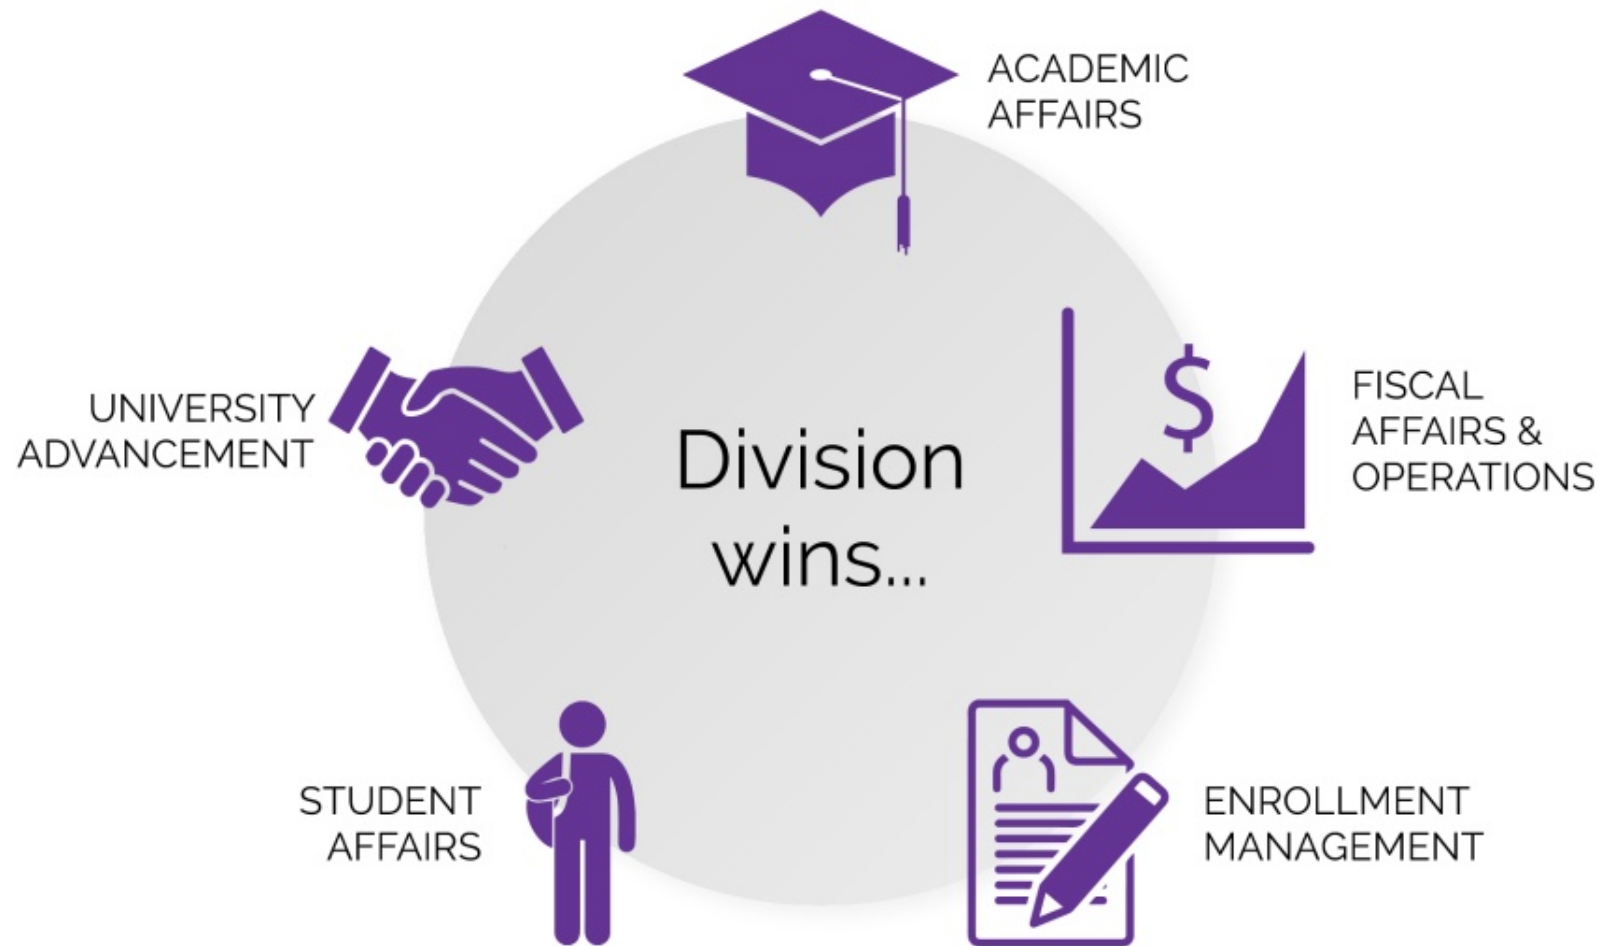 ACADEMIC
AFFAIRS
FISCAL
AFFAIRS &
OPERATIONS
UNIVERSITY
ADVANCEMENT
Division
wins...
STUDENT
AFFAIRS
ENROLLMENT
MANAGEMENT
$